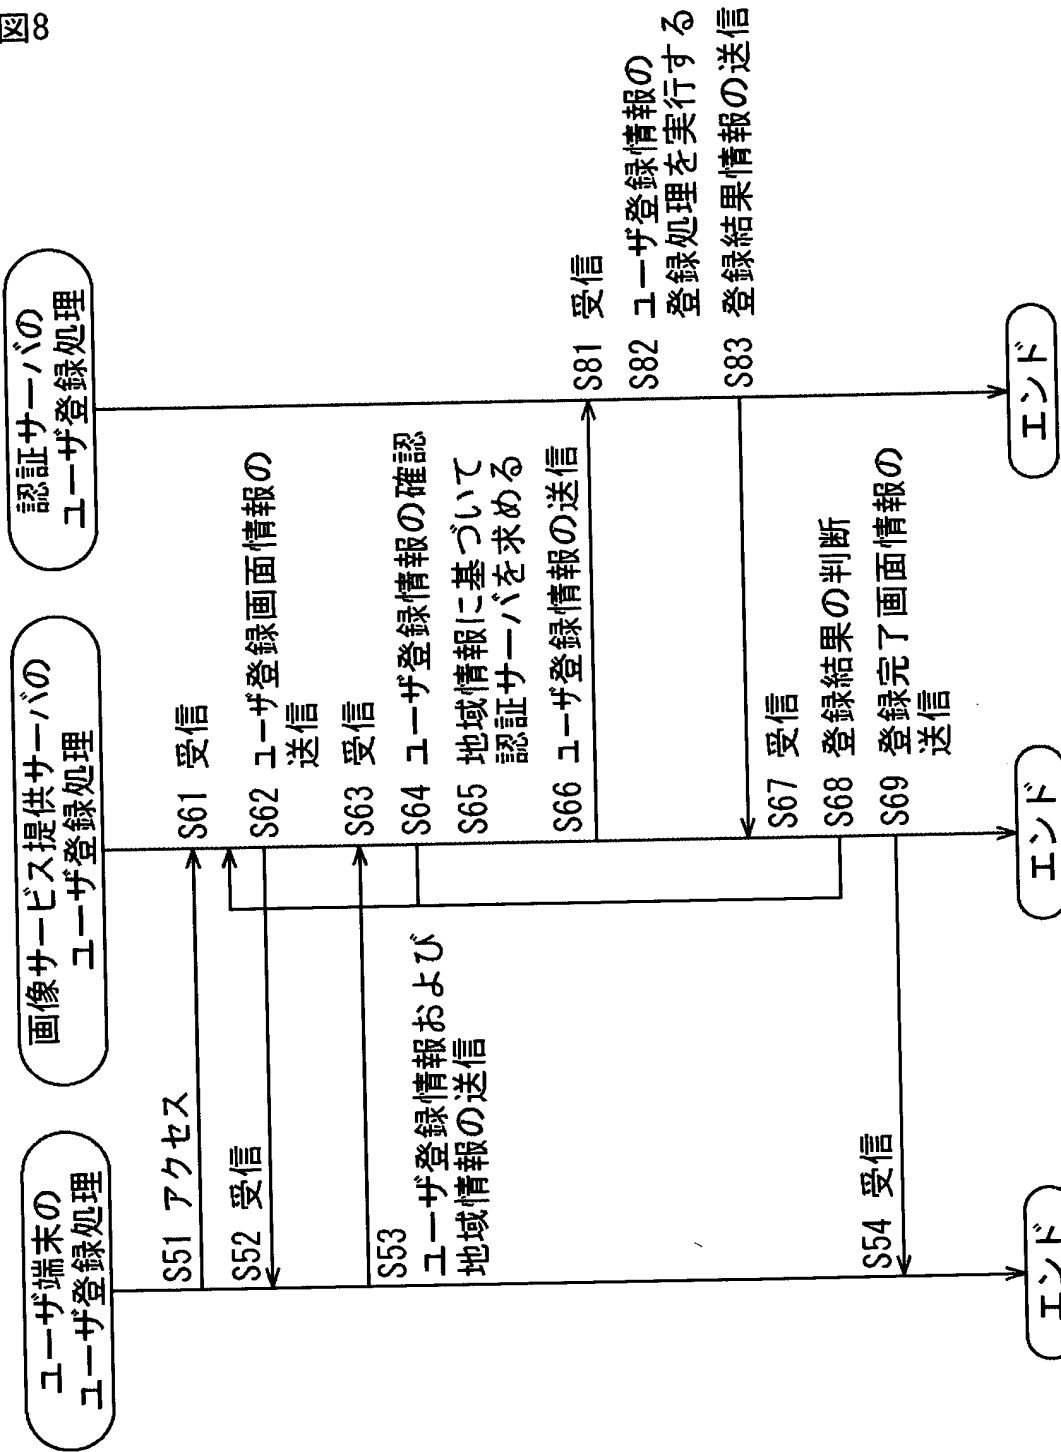 図8
ユーザ端末の
ユーザ登録処理
S51 アクセス
S52 受信
S53
ユーザ登録情報および
地域情報の送信
S54 受信
エンド
画像サービス提供サーバの
ユーザ登録処理
S61 受信
S62 ユーザ登録画面情報の
送信
S63 受信
S64 ユーザ登録情報の確認
S65 地域情報に基づいて
認証サーバを求める
S66 ユーザ登録情報の送信
S67 受信
S68 登録結果の判断
S69 登録完了画面情報の
送信
エンド
認証サーバの
ユーザ登録処理
S81 受信
S82 ユーザ登録情報の
登録処理を実行する
S83 登録結果情報の送信
エンド